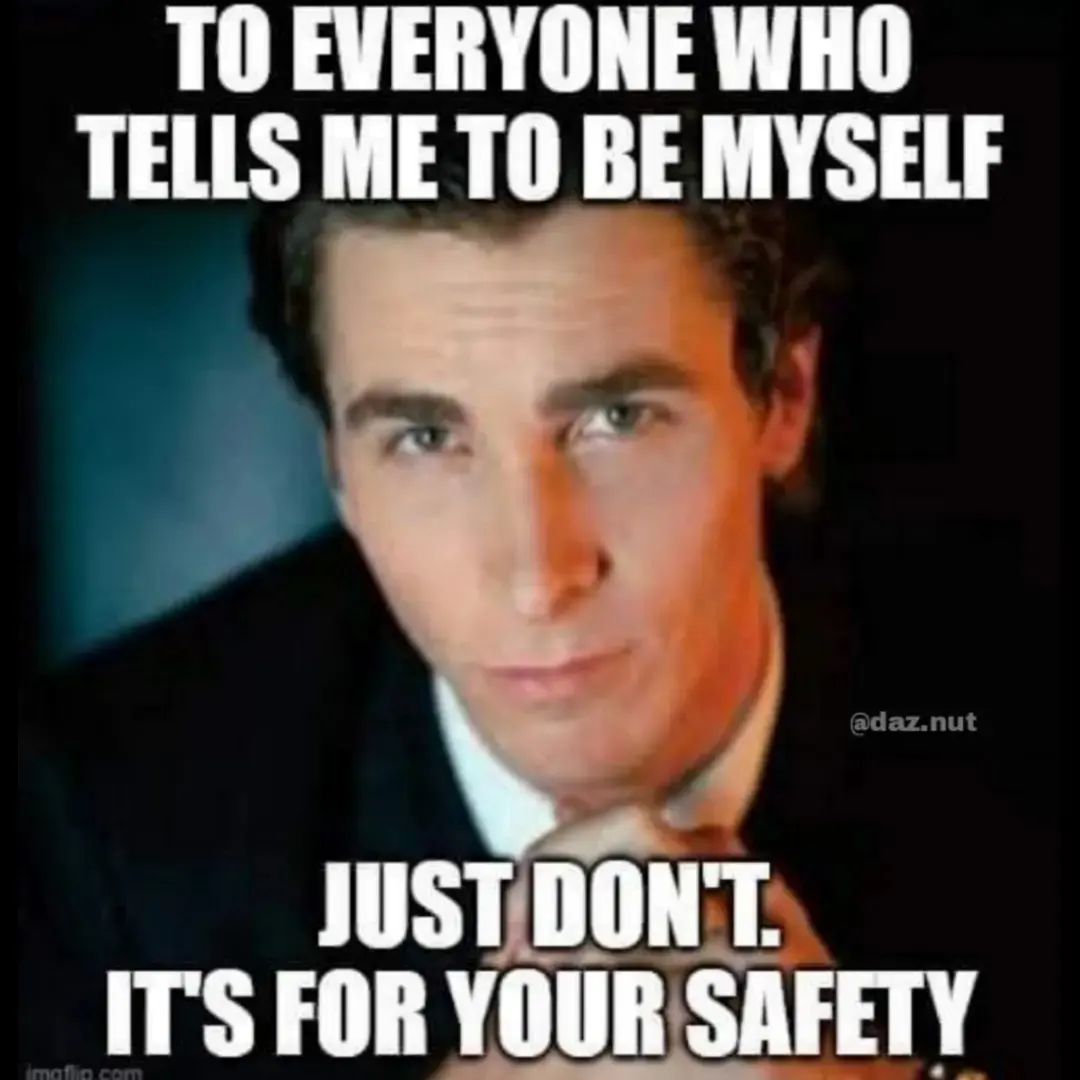 TO EVERYONE WHO
TELLS ME TO BE MYSELF
@daz.nut
JUST DON'T.
IT'S FOR YOUR SAFETY
imgflip.com